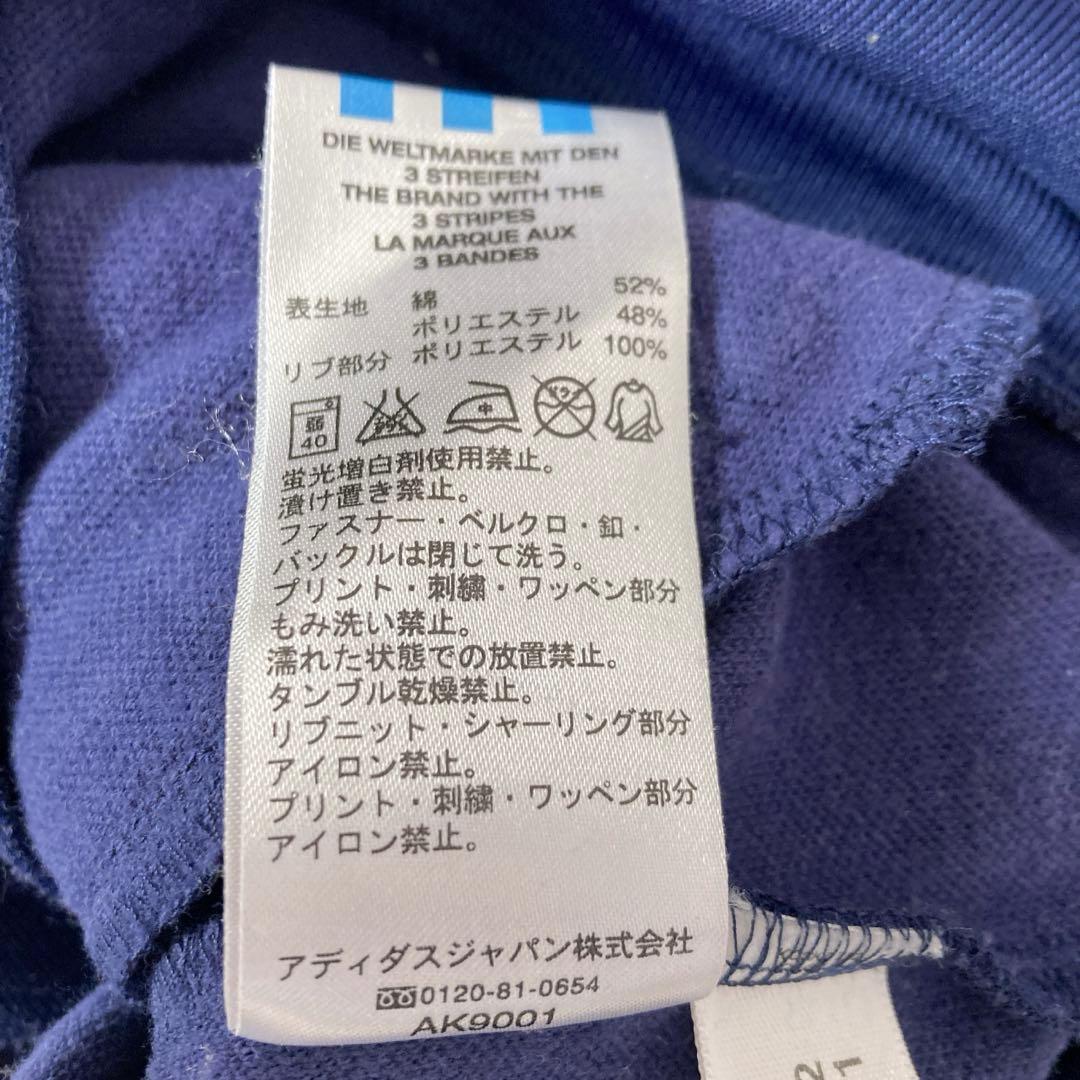 DIE WELTMARKE MIT DEN
3 STREIFEN
THE BRAND WITH THE
3 STRIPES
LA MARQUE AUX
3 BANDES
表生地 綿 52%
ポリエステル 48%
リブ部分 ポリエステル 100%
弱 40 中
蛍光増白剤使用禁止。
漬け置き禁止。
ファスナー・ベルクロ・釦・
バックルは閉じて洗う。
プリント・刺繍・ワッペン部分
もみ洗い禁止。
濡れた状態での放置禁止。
タンブル乾燥禁止。
リブニット・シャーリング部分
アイロン禁止。
プリント・刺繍・ワッペン部分
アイロン禁止。
アディダスジャパン株式会社
0120-81-0654
AK9001
2
1